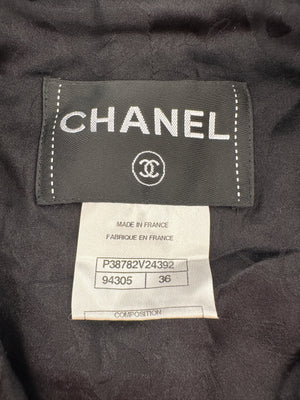 CHANEL
MADE IN FRANCE
FABRIQUE EN FRANCE
P38782V24392
94305 36
COMPOSITION